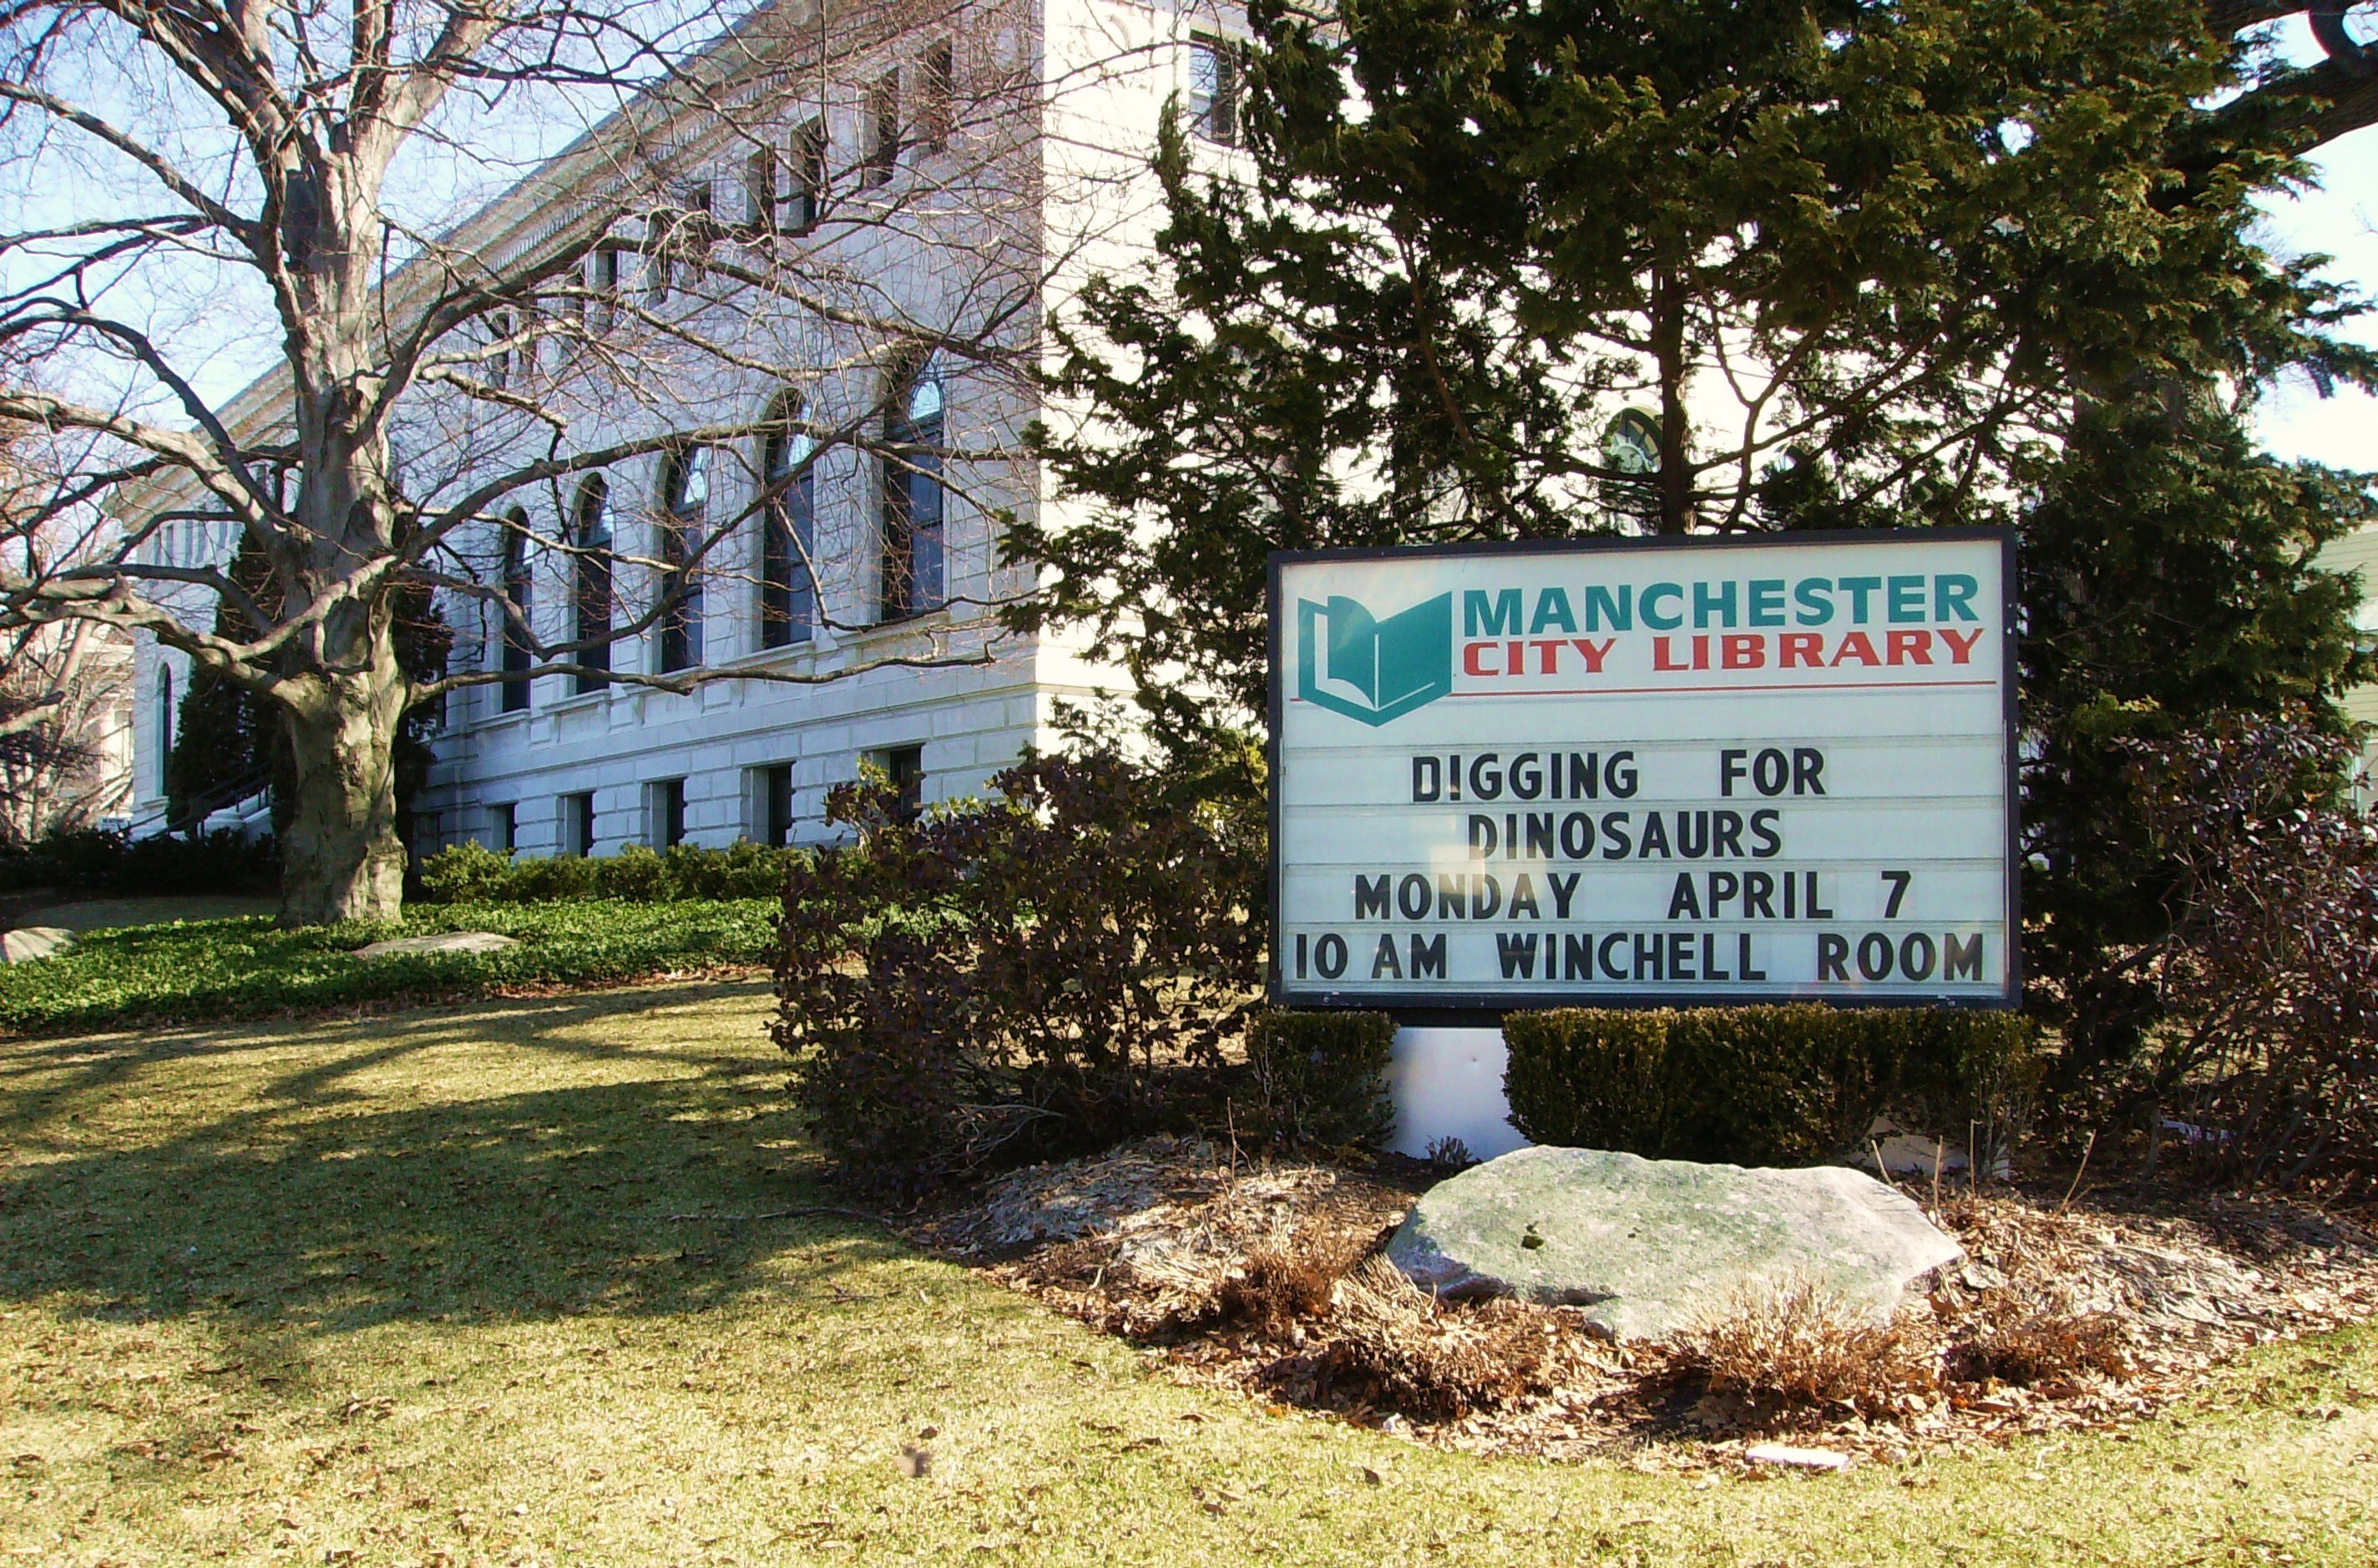 MANCHESTER
CITY LIBRARY
DIGGING FOR
DINOSAURS
MONDAY APRIL 7
10 AM WINCHELL ROOM